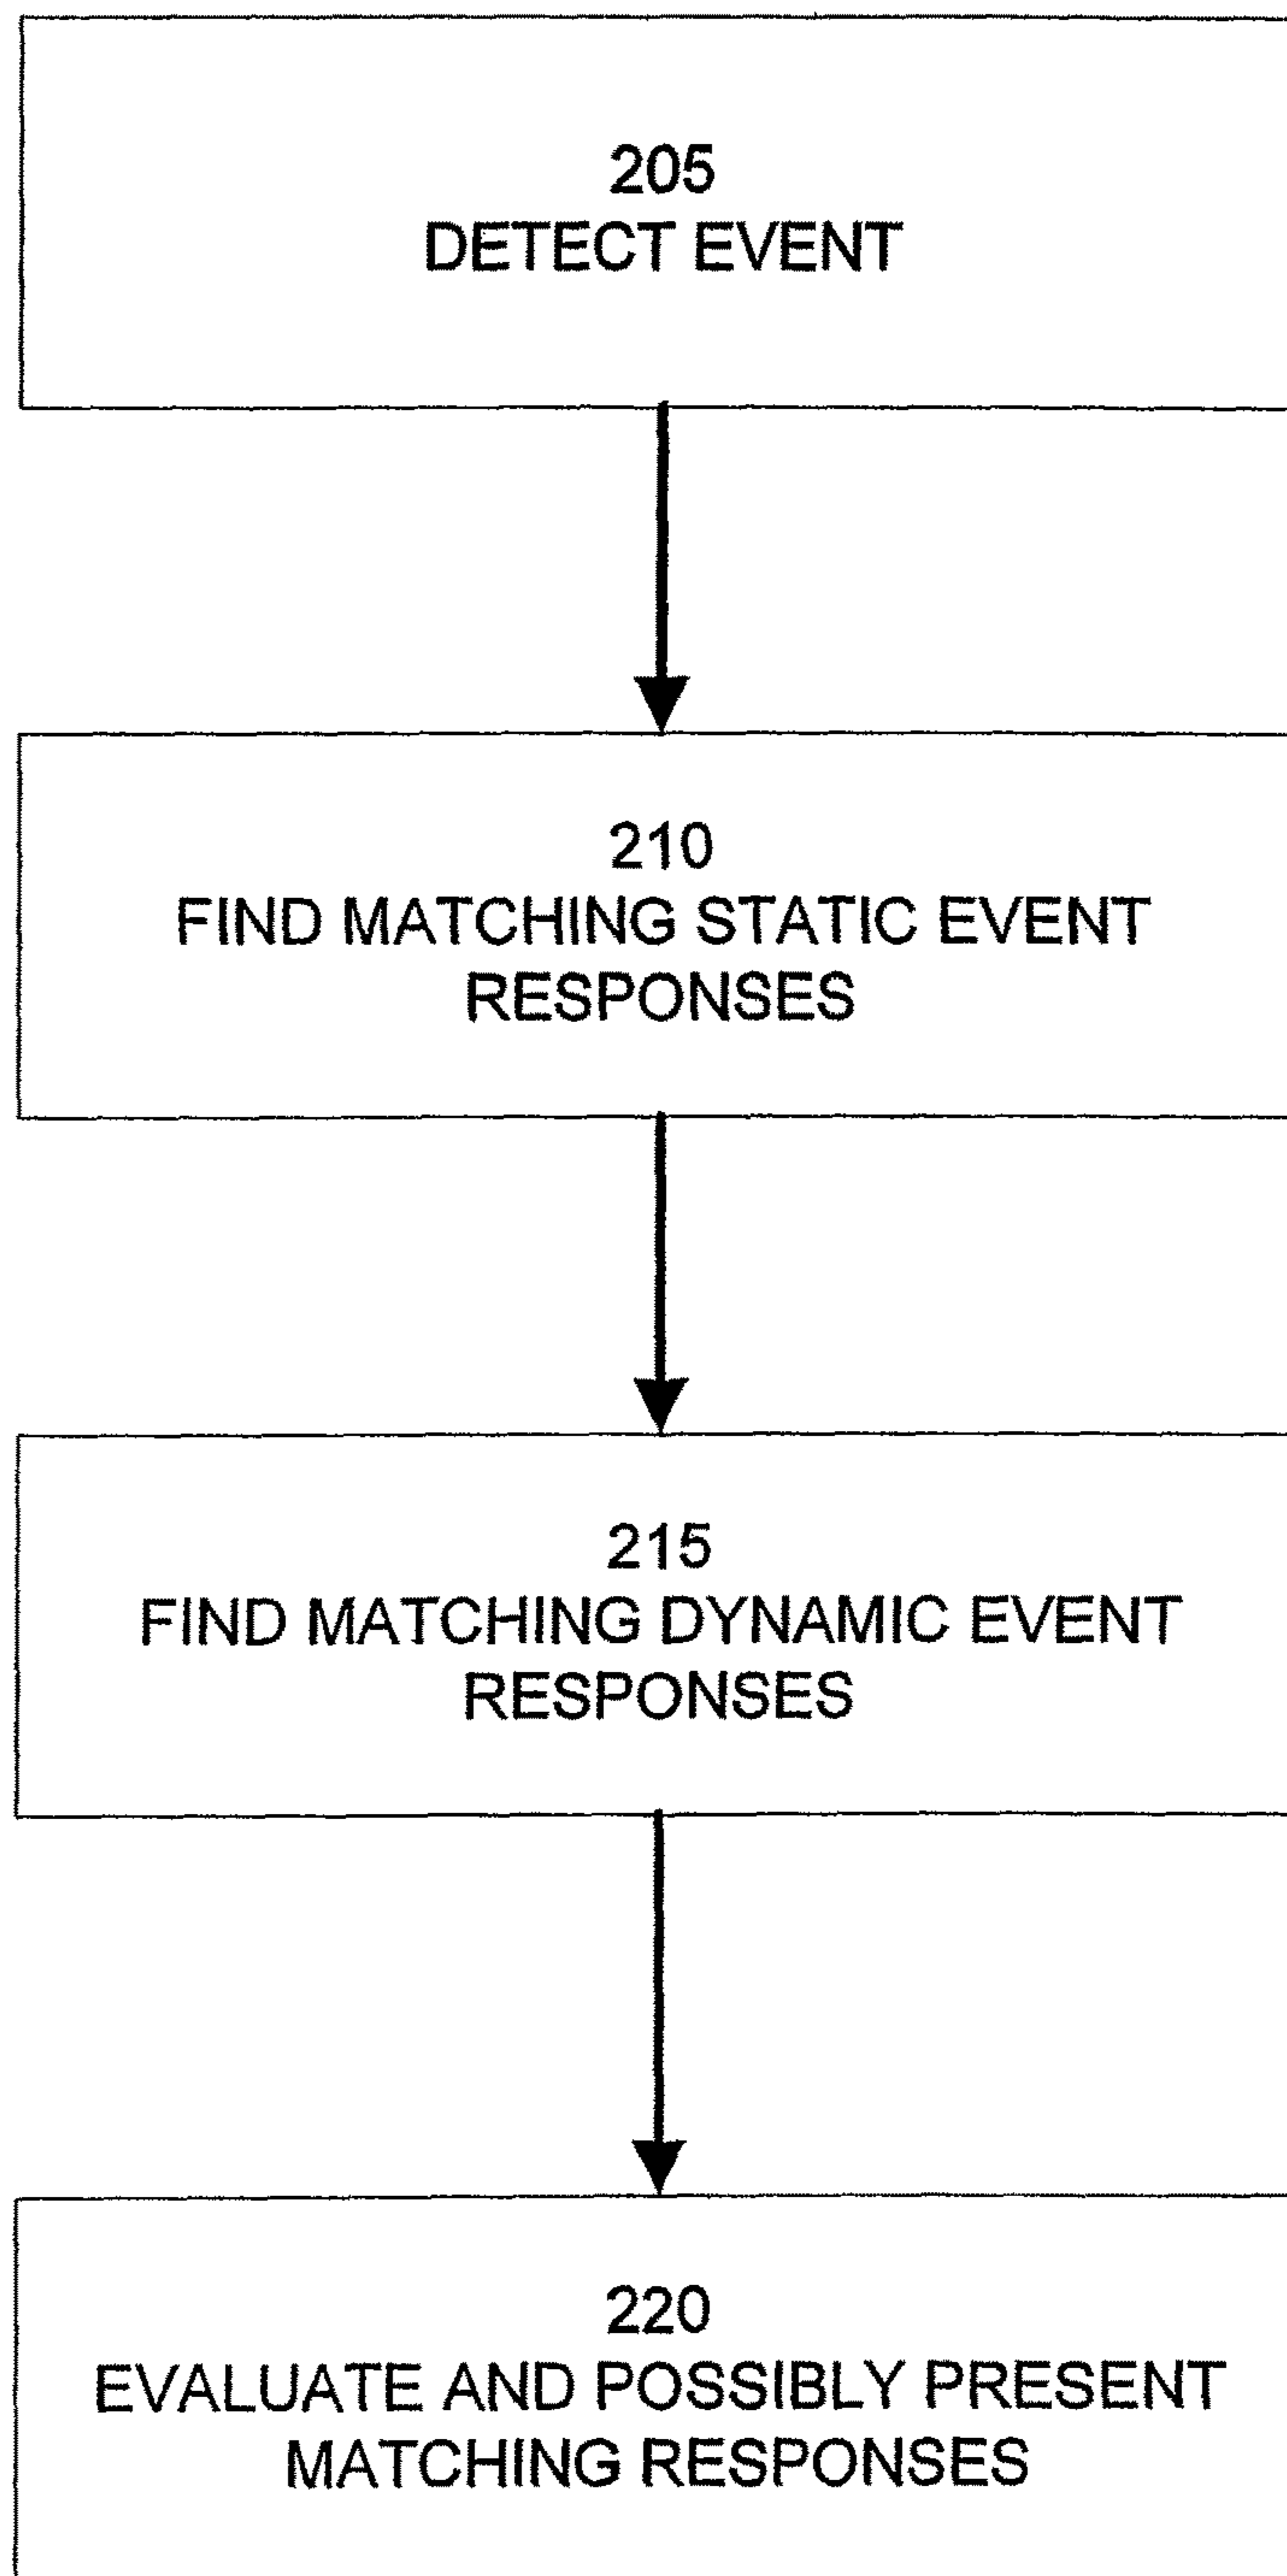 205
DETECT EVENT
210
FIND MATCHING STATIC EVENT
RESPONSES
215
FIND MATCHING DYNAMIC EVENT
RESPONSES
220
EVALUATE AND POSSIBLY PRESENT
MATCHING RESPONSES